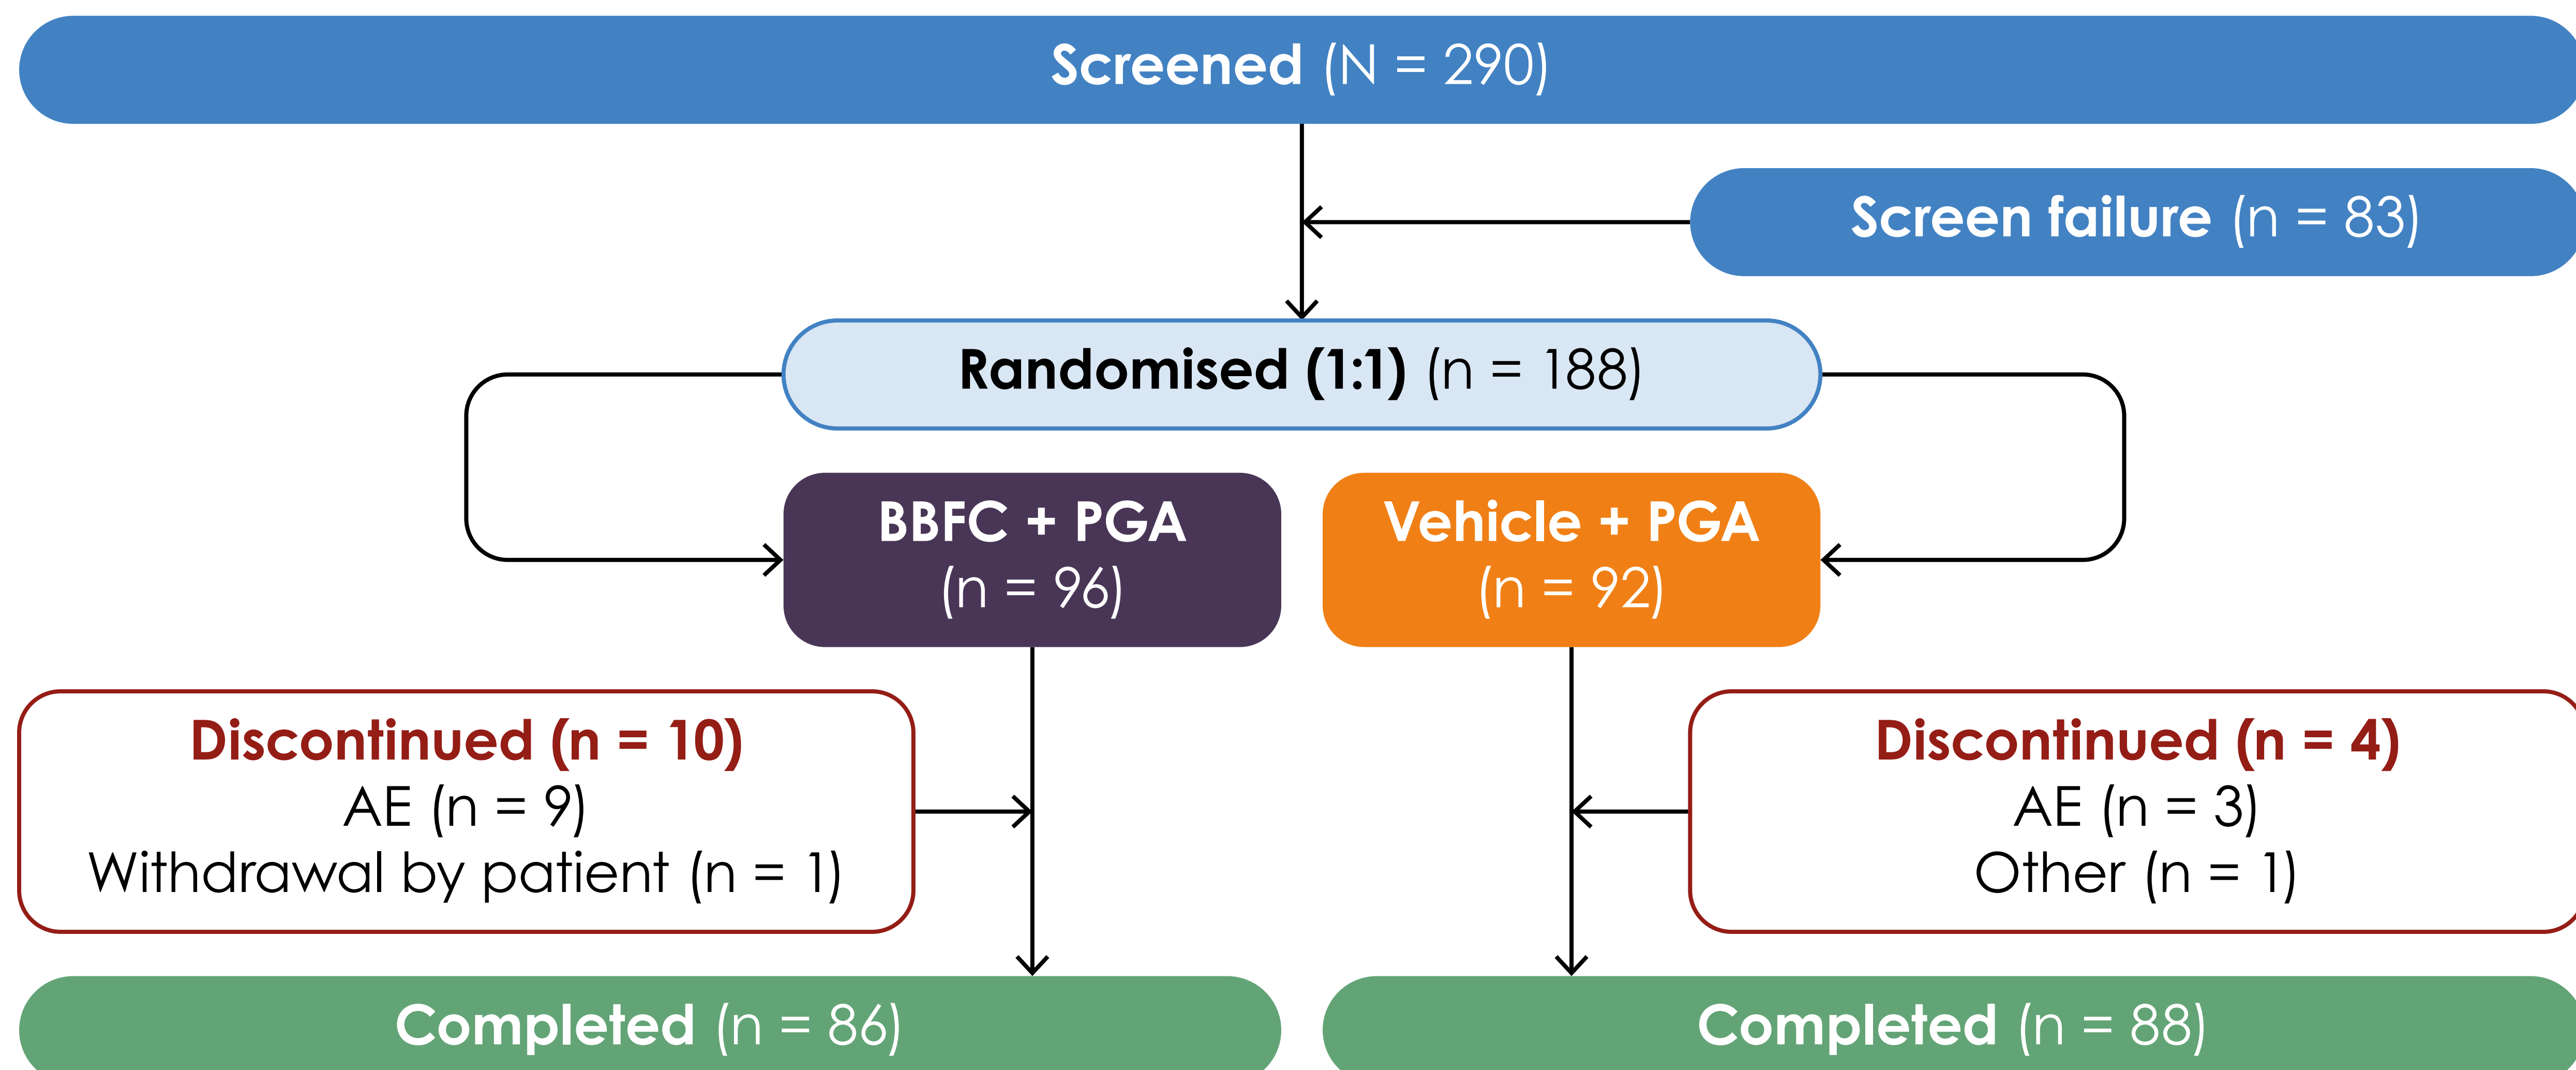 Screened (N = 290)
Screen failure (n = 83)
Randomised (1:1) (n = 188)
BBFC + PGA
(n = 96)
Vehicle + PGA
(n = 92)
Discontinued (n = 10)
AE (n = 9)
Withdrawal by patient (n = 1)
Discontinued (n = 4)
AE (n = 3)
Other (n = 1)
Completed (n = 86)
Completed (n = 88)